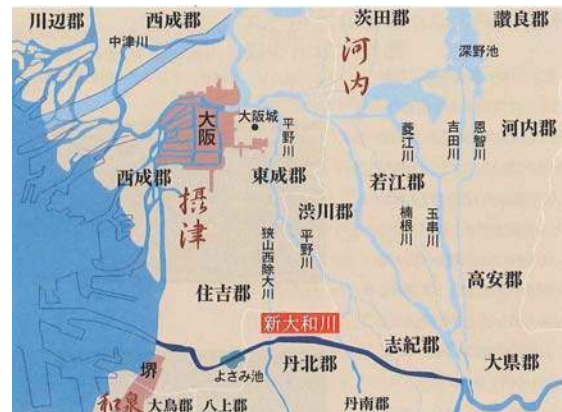 川辺郡
西成郡
茨田郡
讃良郡
中津川
河内
深野池
大阪
大阪城
平野川
菱江川
吉田川
恩智川
河内郡
西成郡
東成郡
若江郡
摂津
渋川郡
楠根川
玉串川
狭山西除大川
平野川
高安郡
住吉郡
新大和川
志紀郡
大県郡
堺
よさみ池
丹北郡
和泉
大鳥郡
八上郡
丹南郡